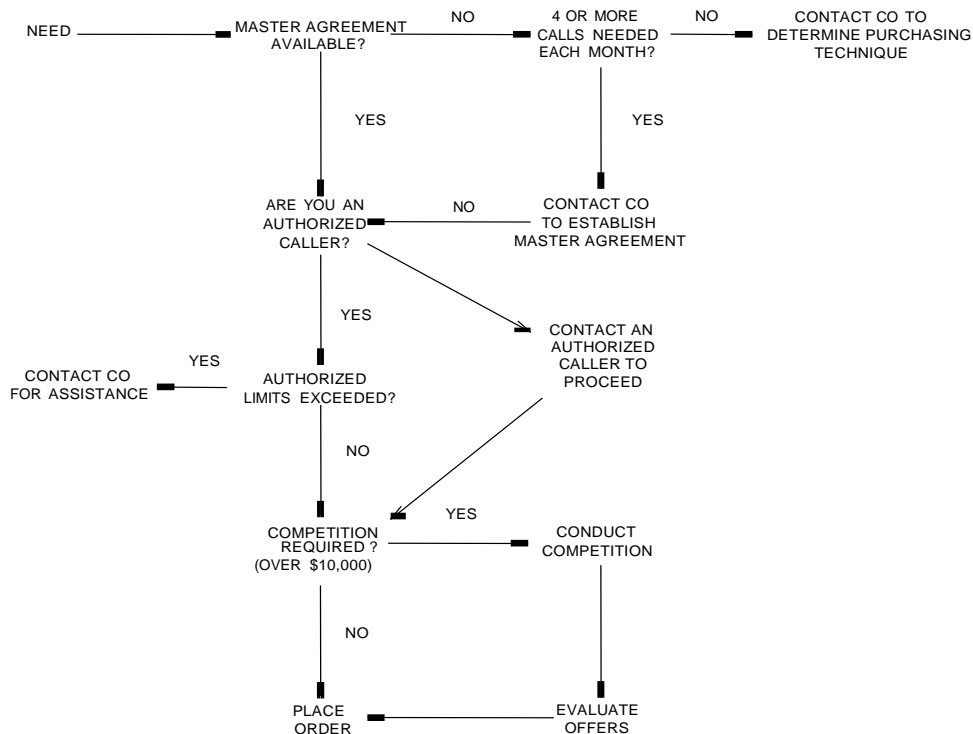 NEED
MASTER AGREEMENT
AVAILABLE?
NO
4 OR MORE
CALLS NEEDED
EACH MONTH?
NO
CONTACT CO TO
DETERMINE PURCHASING
TECHNIQUE
YES
YES
ARE YOU AN
AUTHORIZED
CALLER?
NO
CONTACT CO
TO ESTABLISH
MASTER AGREEMENT
YES
CONTACT AN
AUTHORIZED
CALLER TO
PROCEED
CONTACT CO
FOR ASSISTANCE
YES
AUTHORIZED
LIMITS EXCEEDED?
NO
COMPETITION
REQUIRED ?
(OVER $10,000)
YES
CONDUCT
COMPETITION
NO
PLACE
ORDER
EVALUATE
OFFERS